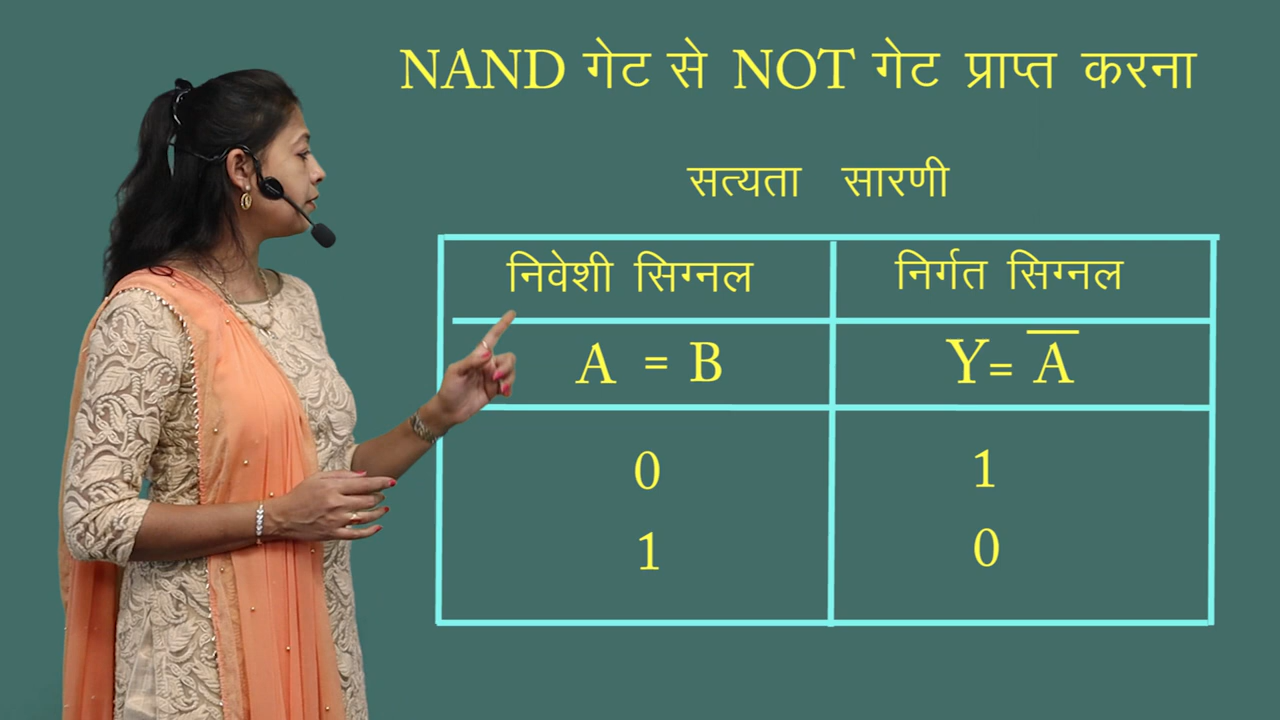 NAND गेट से NOT गेट प्राप्त करना
सत्यता सारणी
निवेशी सिग्नल निर्गत सिग्नल
A = B Y= A̅
0 1
1 0